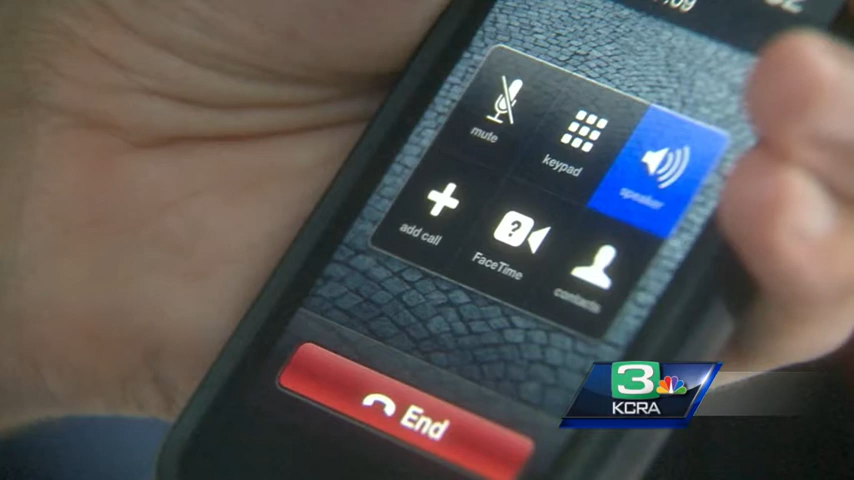 mute
keypad
speaker
add call
FaceTime
contacts
End
3
KCRA